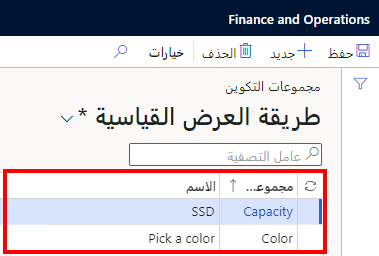 Finance and Operations
حفظ جديد الحذف خيارات
مجموعات التكوين
طريقة العرض القياسية *
عامل التصفية
مجموعـ... الاسم
Capacity SSD
Color Pick a color